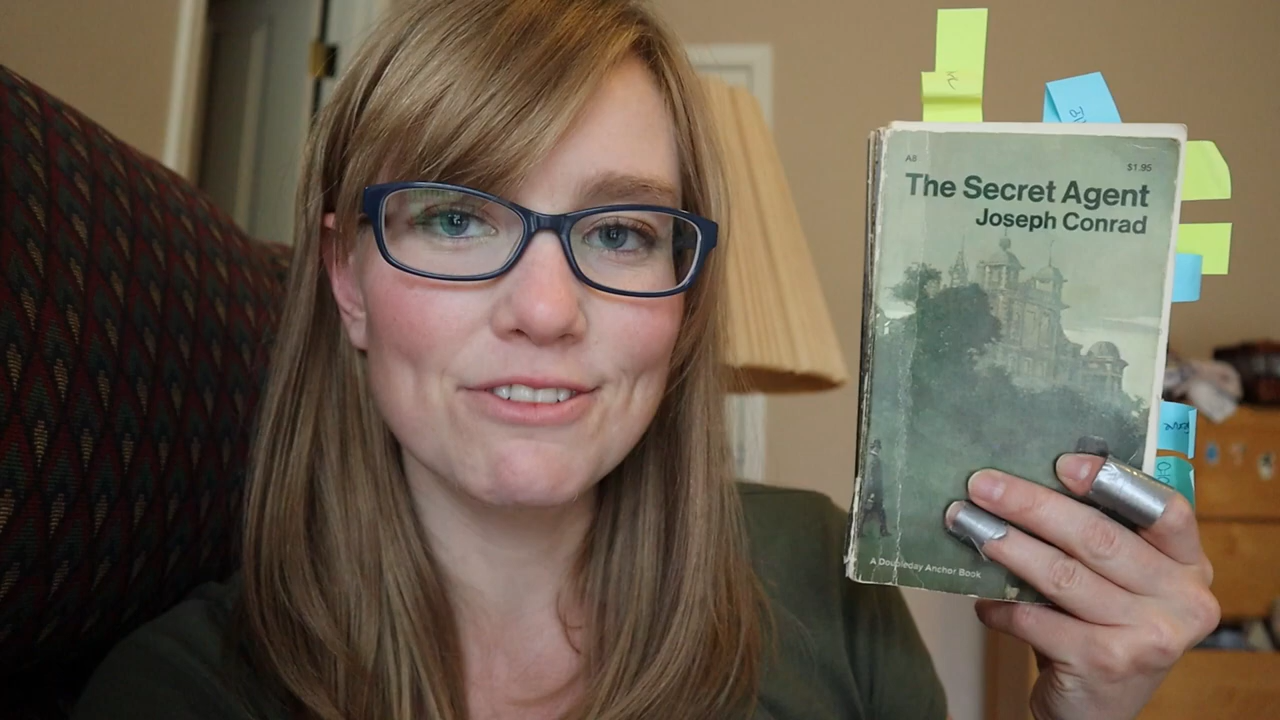 A8
$1.95
The Secret Agent
Joseph Conrad
A Doubleday Anchor Book